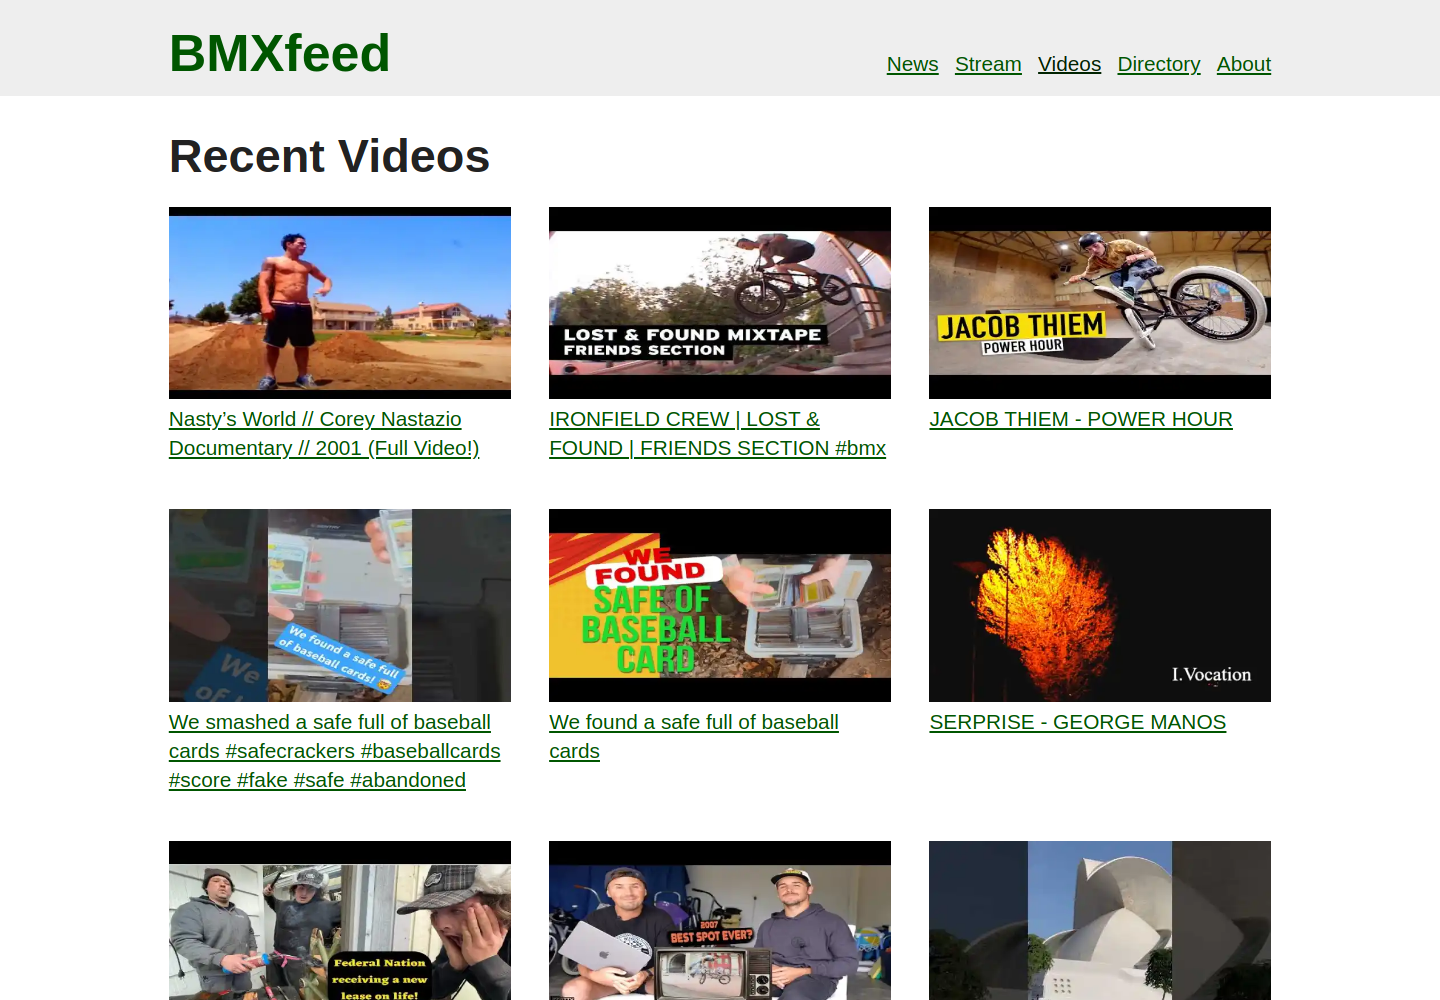 BMXfeed
News Stream Videos Directory About
Recent Videos
LOST & FOUND MIXTAPE
FRIENDS SECTION
JACOB THIEM
POWER HOUR
Nasty’s World // Corey Nastazio
Documentary // 2001 (Full Video!)
IRONFIELD CREW | LOST &
FOUND | FRIENDS SECTION #bmx
JACOB THIEM - POWER HOUR
We
of
We found a safe full
of baseball cards! 🤯
WE
FOUND
SAFE OF
BASEBALL
CARD
I.Vocation
We smashed a safe full of baseball
cards #safecrackers #baseballcards
#score #fake #safe #abandoned
We found a safe full of baseball
cards
SERPRISE - GEORGE MANOS
Federal Nation
receiving a new
lease on life!
2007
BEST SPOT EVER?